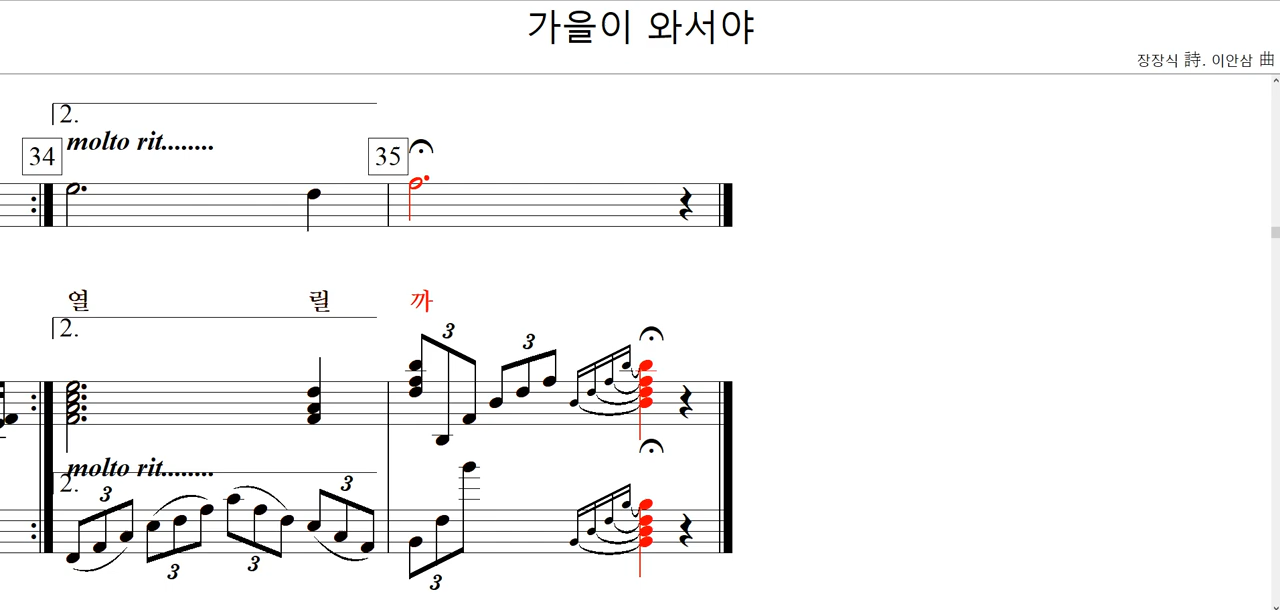 가을이 와서야
장장식 詩. 이안삼 曲
2.
molto rit........
34
35
열 릴 까
2.
3
3
molto rit........
2.
3
3
3
3
3